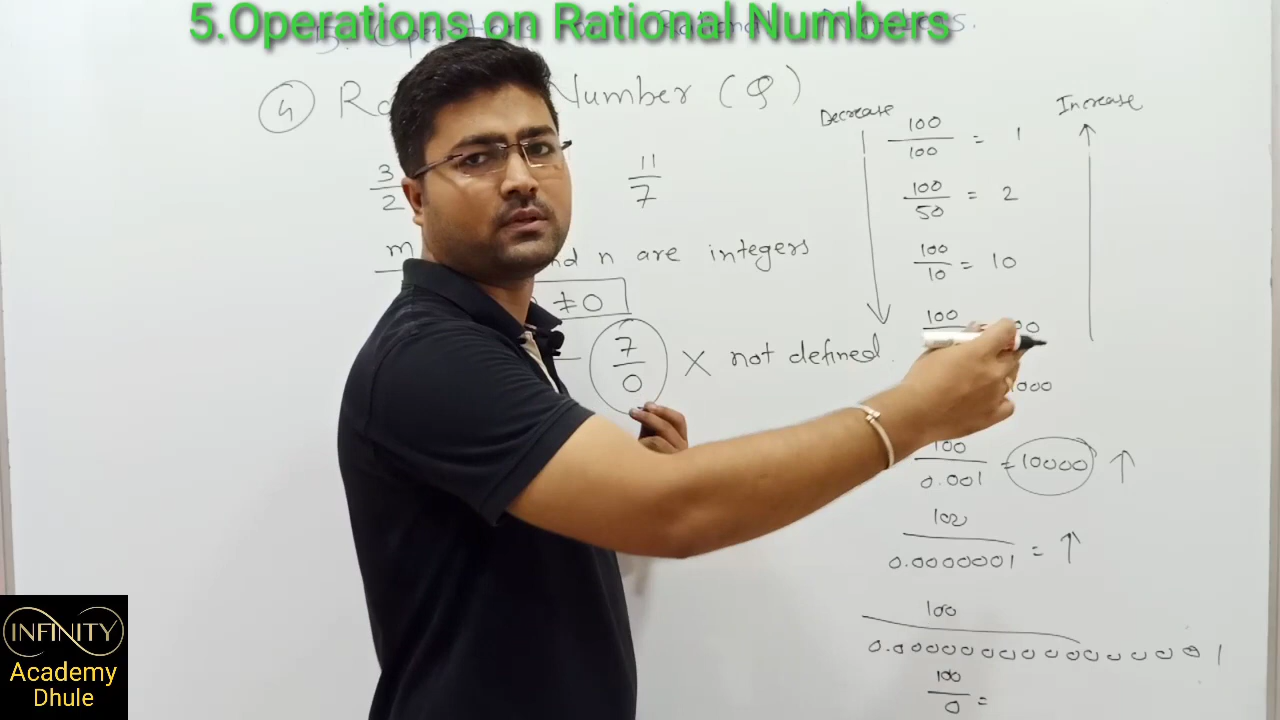 5.Operations on Rational Numbers
4 Number (Q)
3/2 11/7
m and n are integers
≠0
7/0 X not defined.
Decrease Increase
100/100 = 1
100/50 = 2
100/10 = 10
100
1000
100/0.001 = 10000 ↑
100/0.0000001 = ↑
100
100/0 =
INFINITY
Academy
Dhule